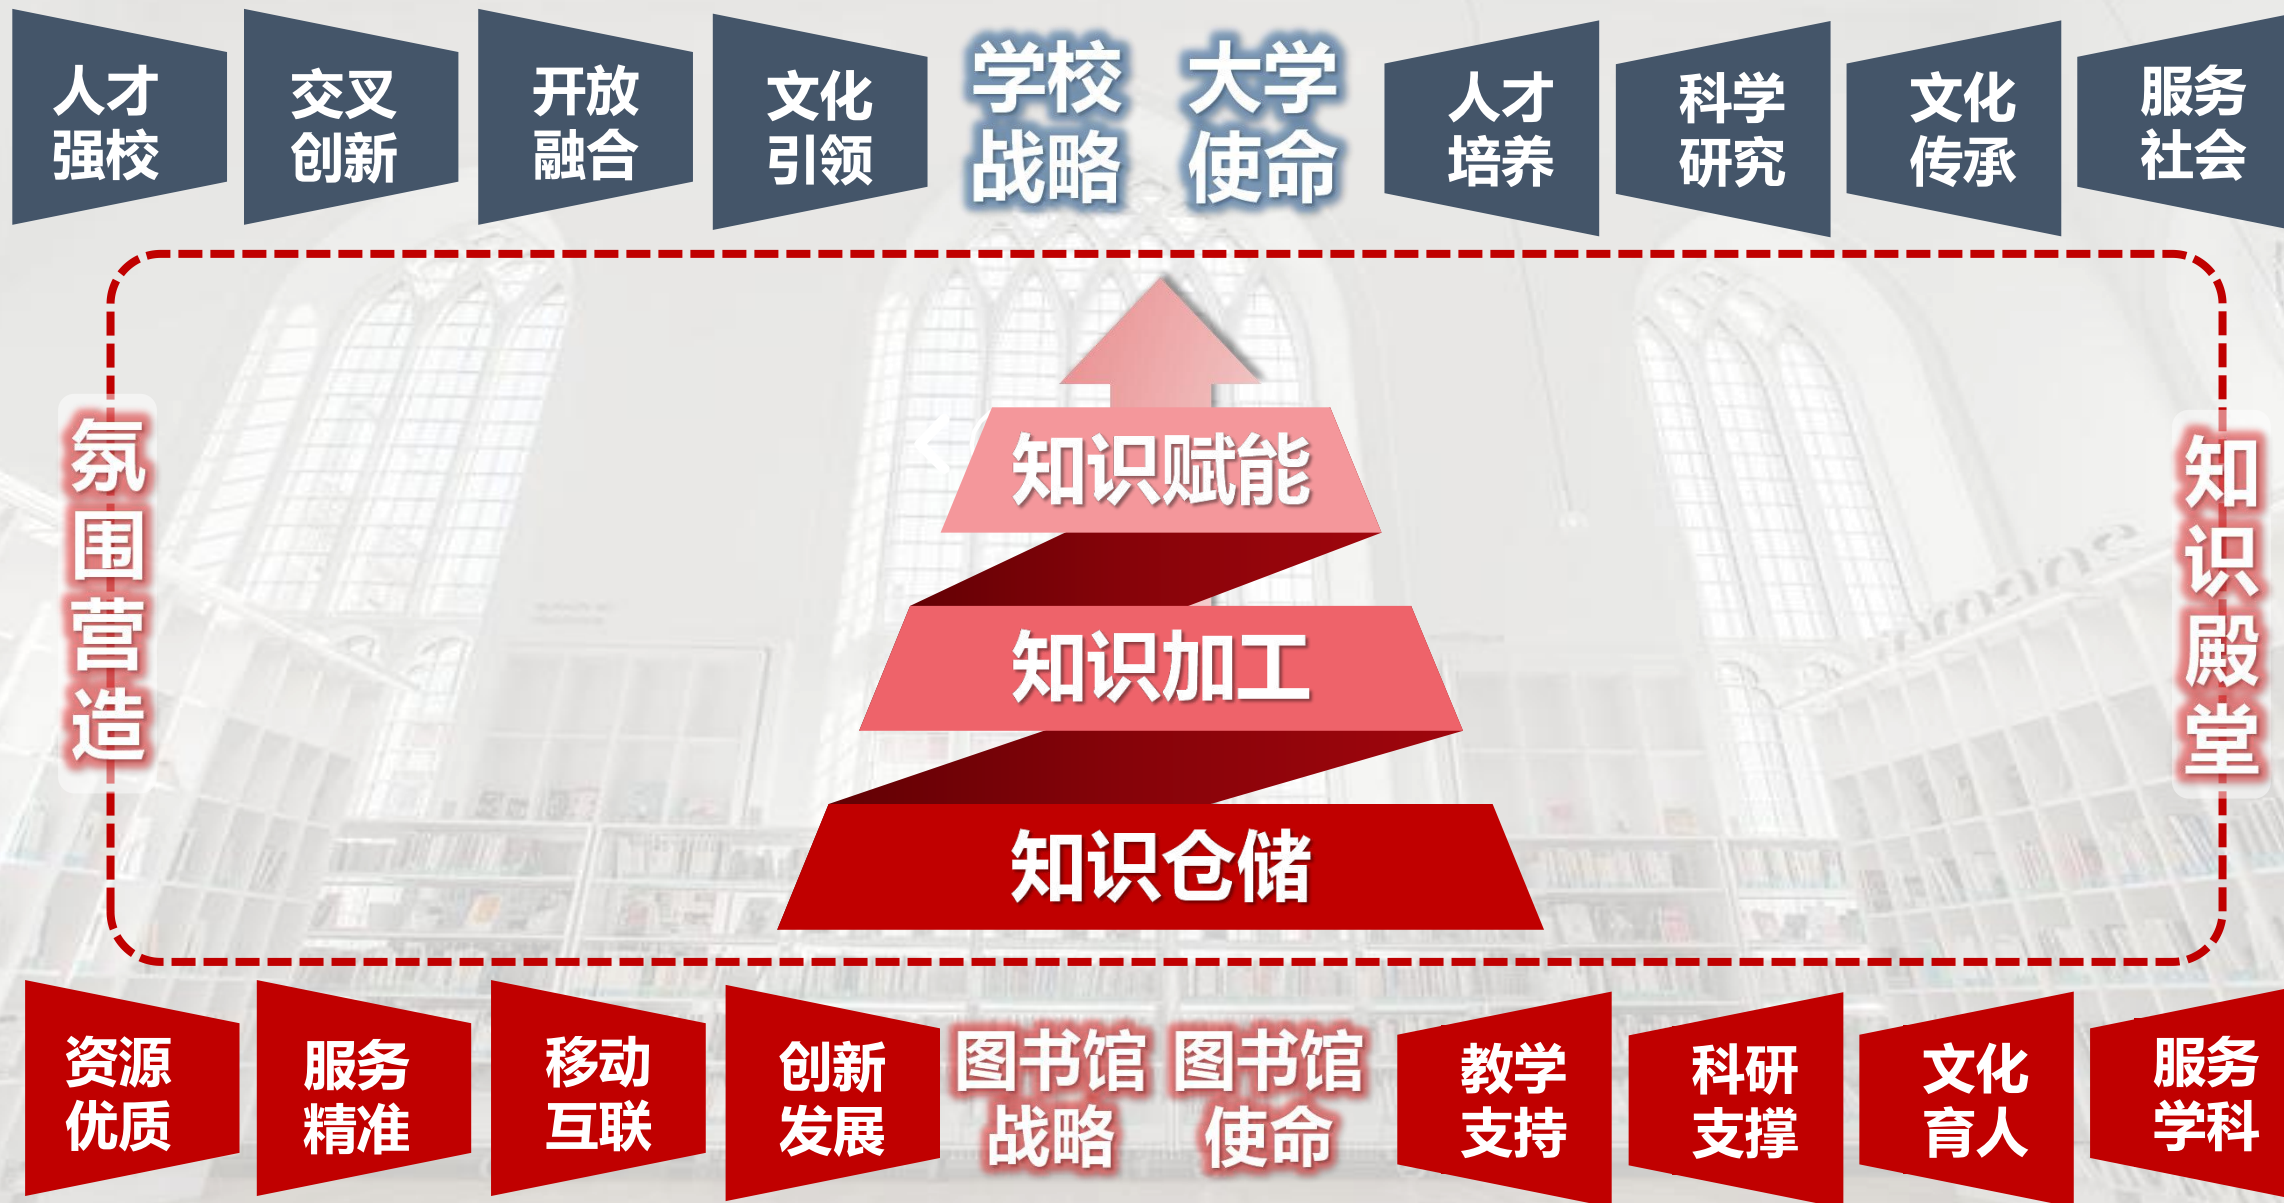 人才
强校
交叉
创新
开放
融合
文化
引领
学校
战略
大学
使命
人才
培养
科学
研究
文化
传承
服务
社会
氛围营造
知识赋能
知识加工
知识仓储
知识殿堂
资源
优质
服务
精准
移动
互联
创新
发展
图书馆
战略
图书馆
使命
教学
支持
科研
支撑
文化
育人
服务
学科